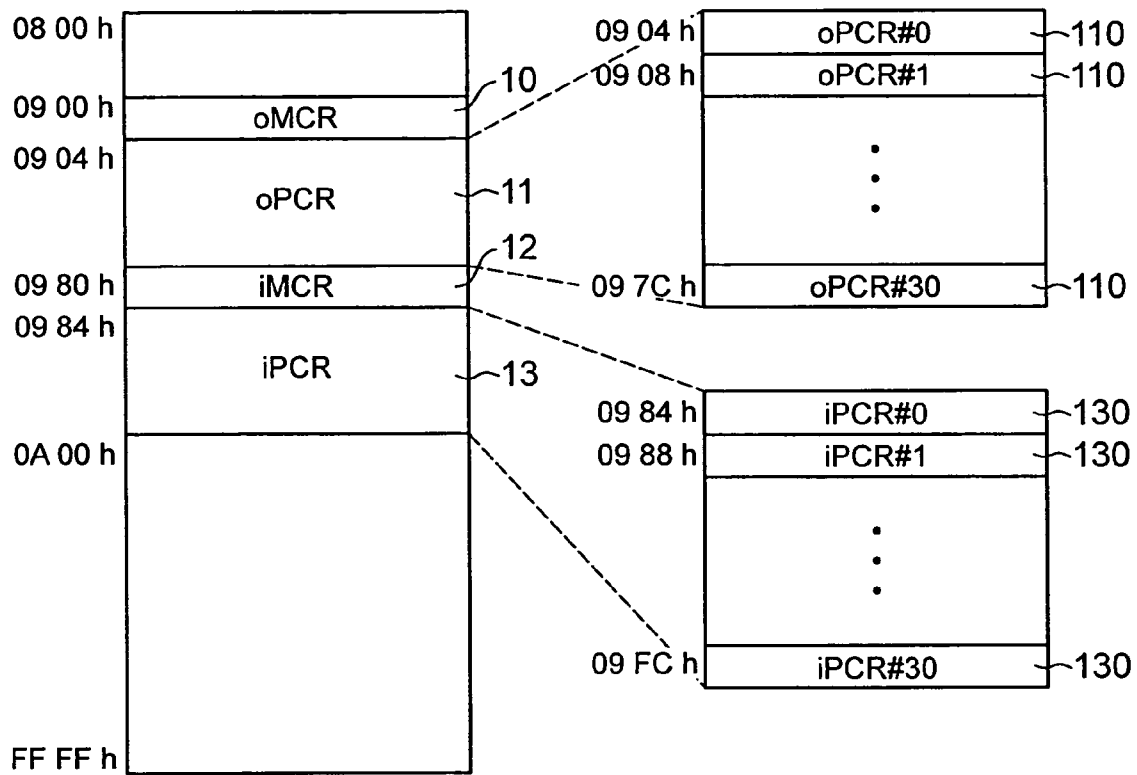 08 00 h
09 00 h
oMCR
10
09 04 h
oPCR
11
09 80 h
iMCR
12
09 84 h
iPCR
13
0A 00 h
FF FF h
09 04 h
oPCR#0
110
09 08 h
oPCR#1
110
09 7C h
oPCR#30
110
09 84 h
iPCR#0
130
09 88 h
iPCR#1
130
09 FC h
iPCR#30
130